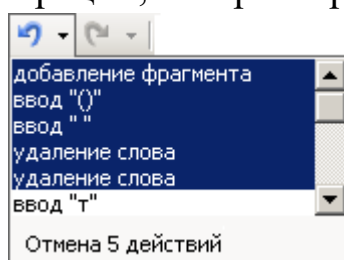 добавление фрагмента
ввод "()"
ввод " "
удаление слова
удаление слова
ввод "т"
Отмена 5 действий